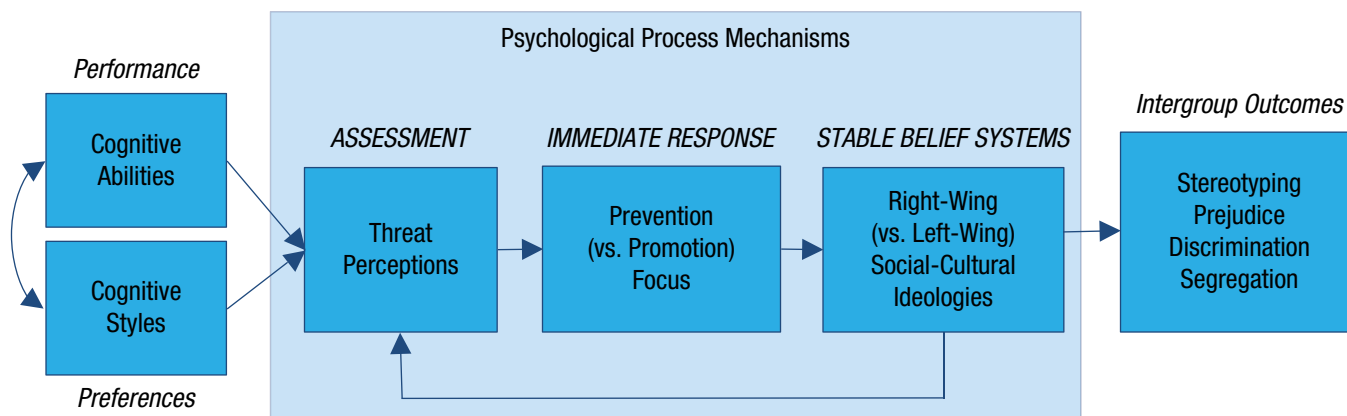 Psychological Process Mechanisms
Performance
Cognitive
Abilities
Cognitive
Styles
Preferences
ASSESSMENT
Threat
Perceptions
IMMEDIATE RESPONSE
Prevention
(vs. Promotion)
Focus
STABLE BELIEF SYSTEMS
Right-Wing
(vs. Left-Wing)
Social-Cultural
Ideologies
Intergroup Outcomes
Stereotyping
Prejudice
Discrimination
Segregation